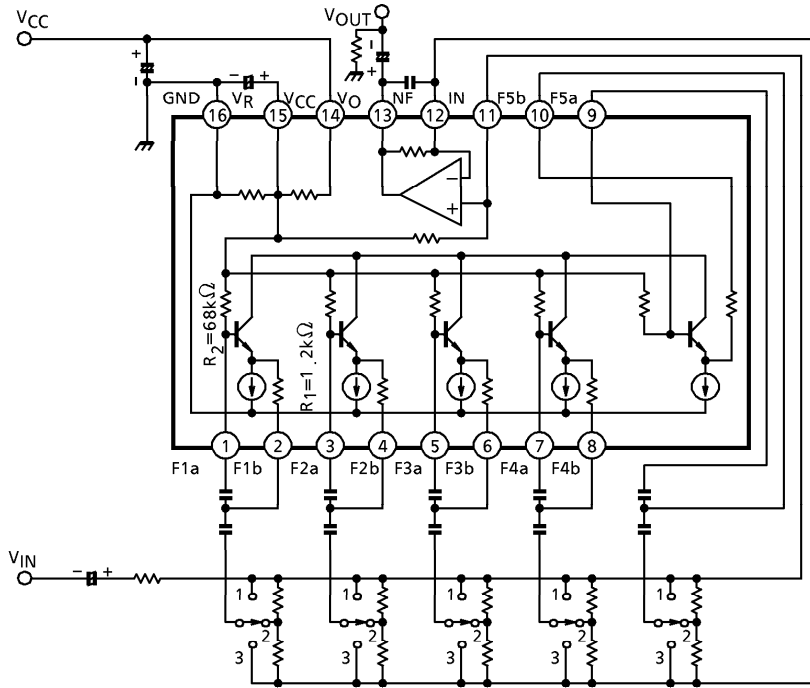 VCC
VOUT
+
−
− +
−
+
GND VR VCC VO NF IN F5b F5a
16 15 14 13 12 11 10 9
−
+
R2=68kΩ
R1=1.2kΩ
1 2 3 4 5 6 7 8
F1a F1b F2a F2b F3a F3b F4a F4b
VIN
− +
1 1 1 1 1
2 2 2 2 2
3 3 3 3 3